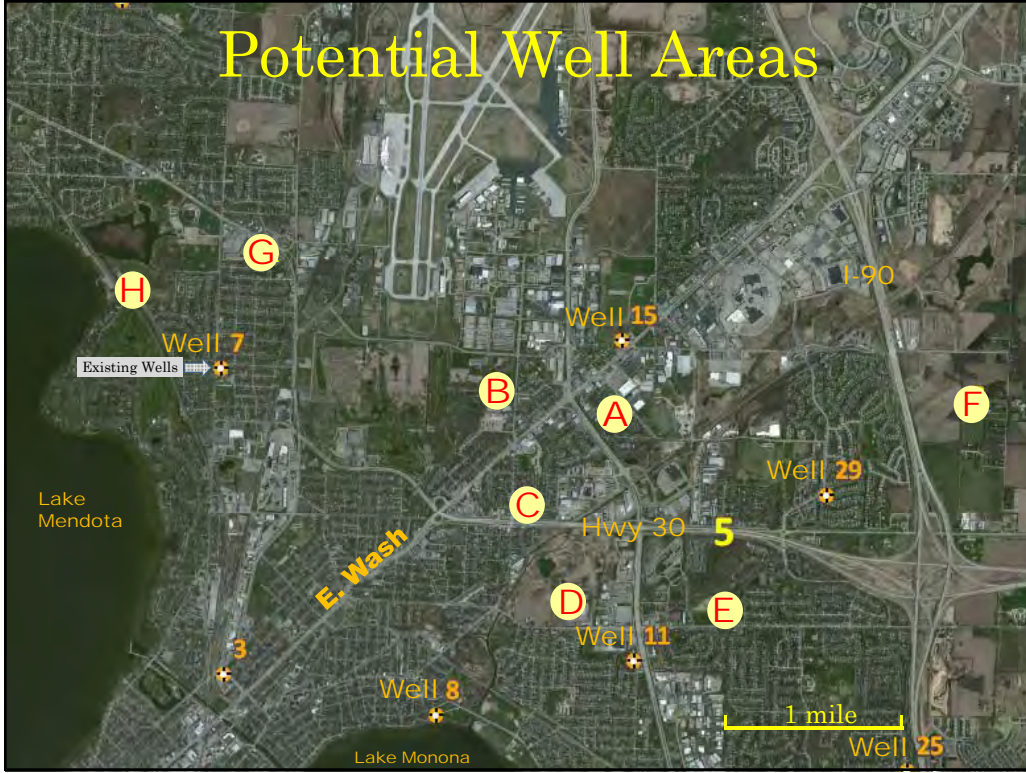 Potential Well Areas
G
I-90
H
Well 15
Well 7
Existing Wells
B
A
F
Well 29
Lake
Mendota
C
Hwy 30
5
E. Wash
D
E
Well 11
3
Well 8
1 mile
Well 25
Lake Monona